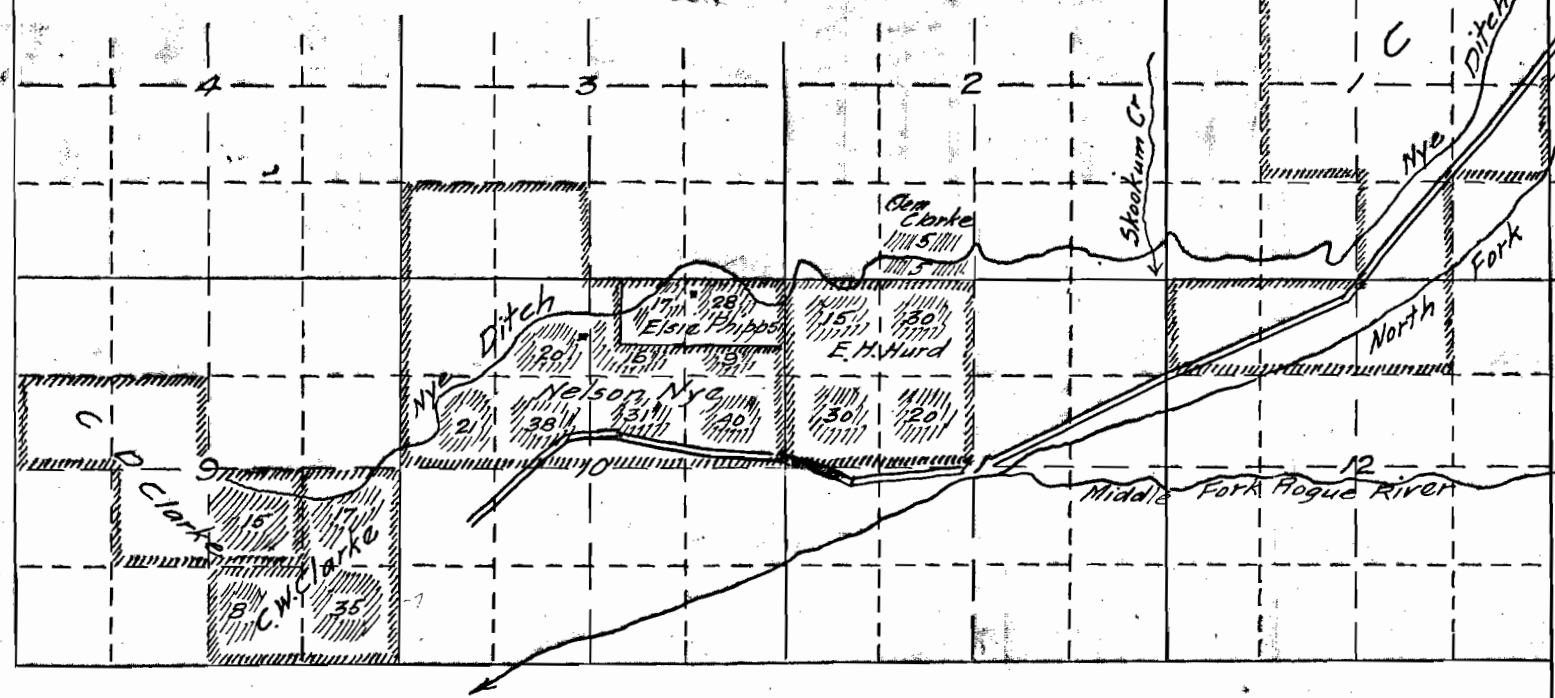 C
Ditch
4
3
2
1
Skookum Cr
Nye
Clem
Clarke
5
5
Fork
North
Ditch
17
28
Elsie Phipps
15
30
E. H. Hurd
20
6
9
Nye
Nelson Nye
21
38
31
40
30
20
C D Clarke
9
10
12
Middle Fork Rogue River
15
17
C.W. Clarke
8
35